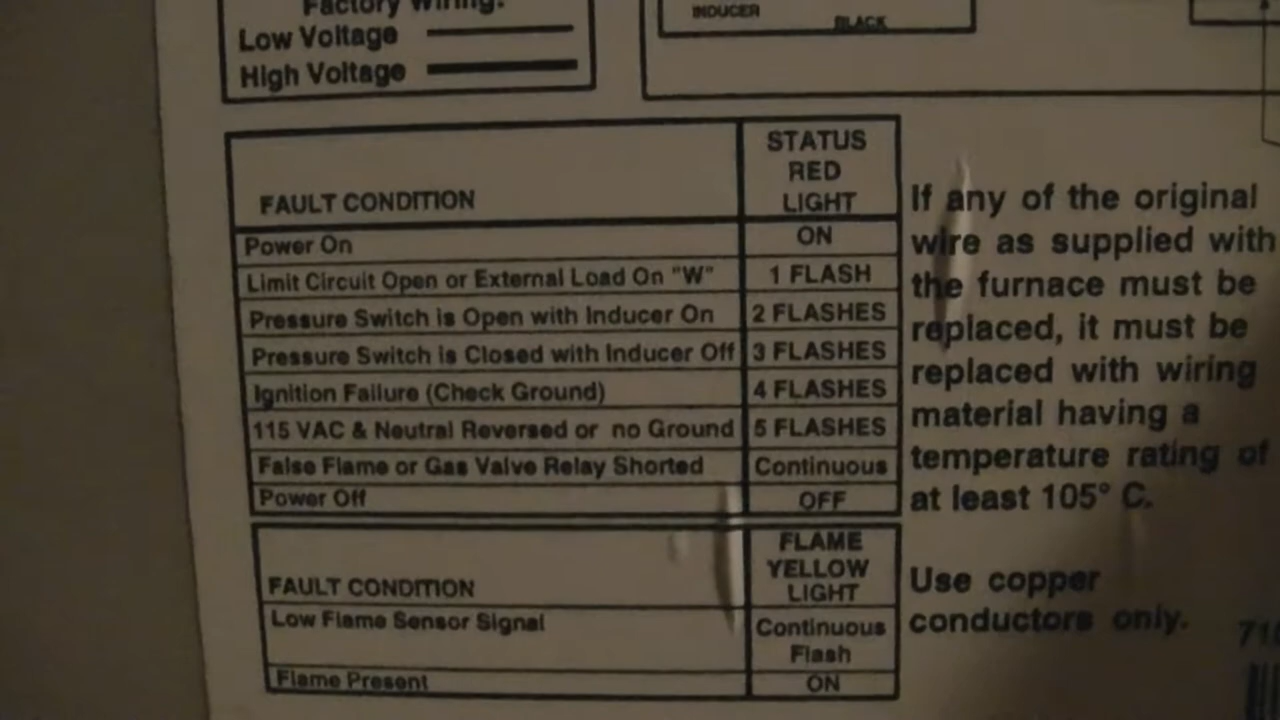 Factory Wiring:
Low Voltage
High Voltage
INDUCER
BLACK
FAULT CONDITION
STATUS
RED
LIGHT
Power On ON
Limit Circuit Open or External Load On "W" 1 FLASH
Pressure Switch is Open with Inducer On 2 FLASHES
Pressure Switch is Closed with Inducer Off 3 FLASHES
Ignition Failure (Check Ground) 4 FLASHES
115 VAC & Neutral Reversed or no Ground 5 FLASHES
False Flame or Gas Valve Relay Shorted Continuous
Power Off OFF
FAULT CONDITION
FLAME
YELLOW
LIGHT
Low Flame Sensor Signal Continuous
Flash
Flame Present ON
If any of the original
wire as supplied with
the furnace must be
replaced, it must be
replaced with wiring
material having a
temperature rating of
at least 105° C.
Use copper
conductors only.